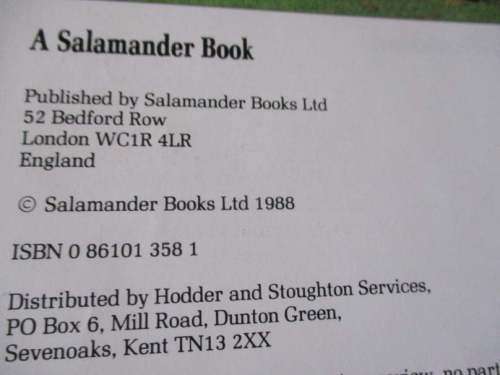 A Salamander Book
Published by Salamander Books Ltd
52 Bedford Row
London WC1R 4LR
England
© Salamander Books Ltd 1988
ISBN 0 86101 358 1
Distributed by Hodder and Stoughton Services,
PO Box 6, Mill Road, Dunton Green,
Sevenoaks, Kent TN13 2XX
no part